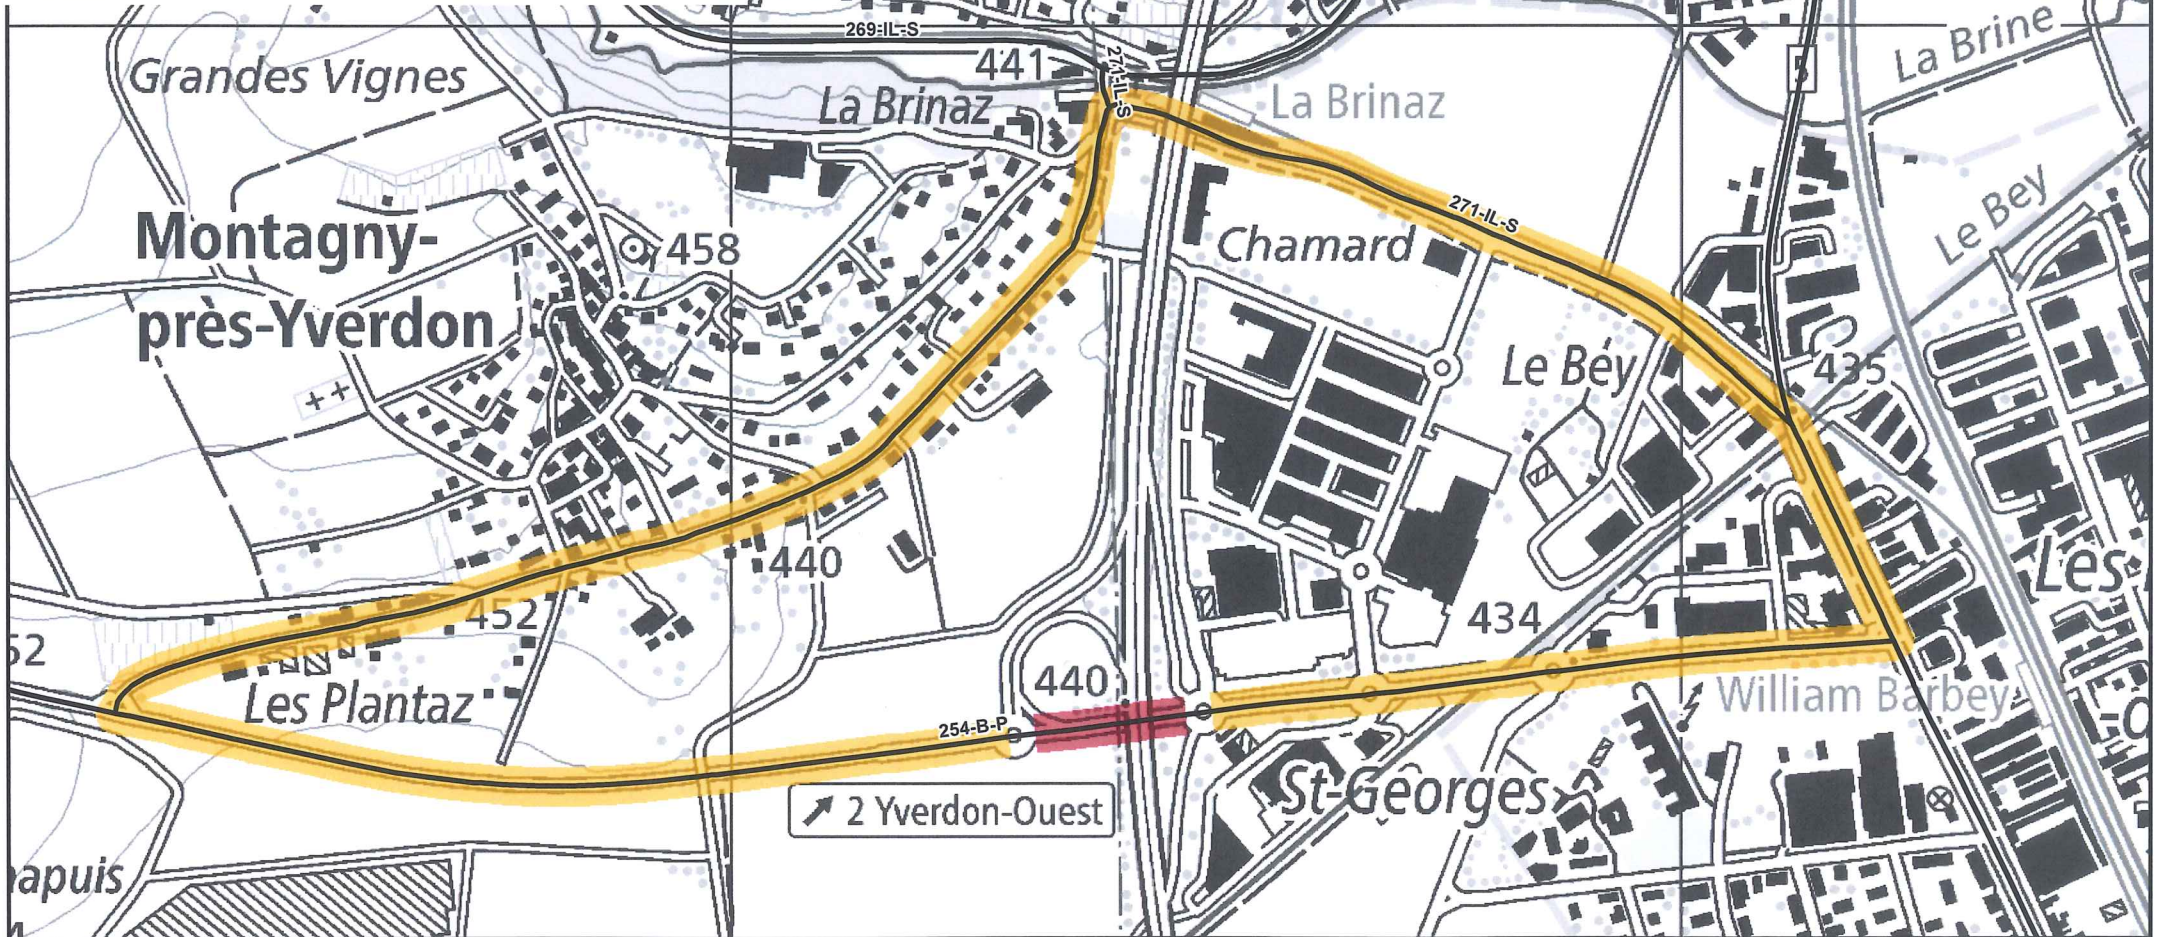 269-IL-S
5
La Brine
Grandes Vignes
441
271-IL-S
La Brinaz
La Brinaz
Le Bey
271-IL-S
Montagny-
près-Yverdon
458
Chamard
Le Bey
435
440
452
434
Les
52
Les Plantaz
440
254-B-P
William Barbey
2 Yverdon-Ouest
St-Georges
apuis